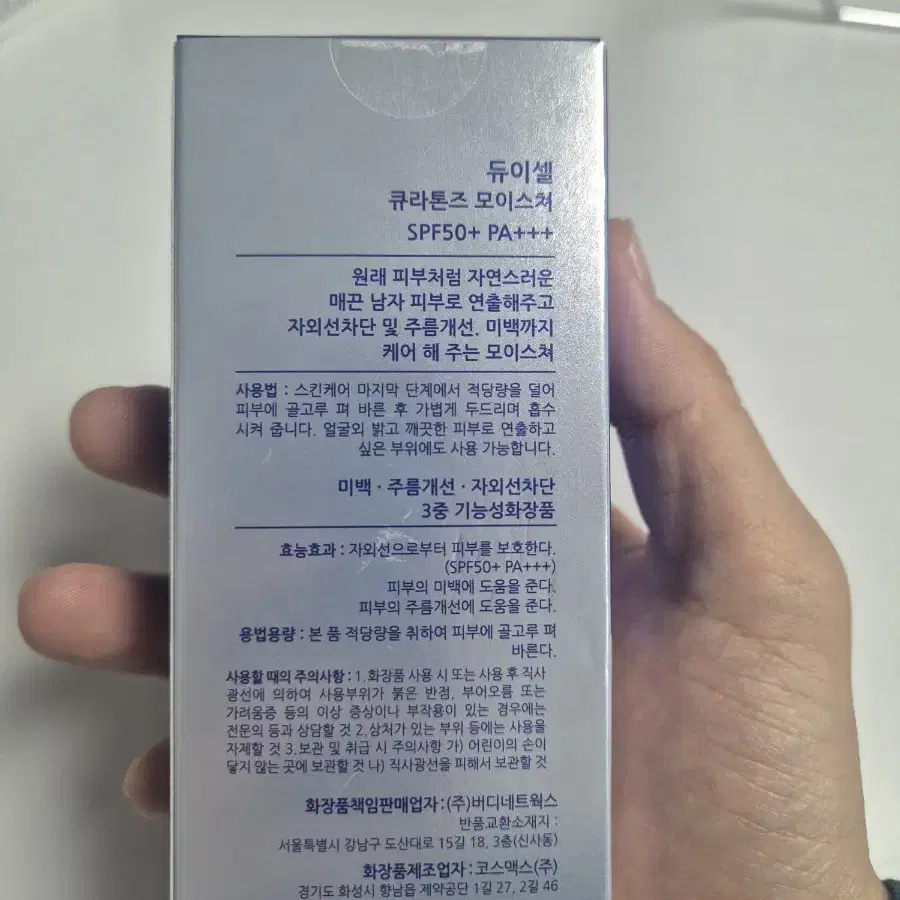 듀이셀
큐라톤즈 모이스쳐
SPF50+ PA+++
원래 피부처럼 자연스러운
매끈 남자 피부로 연출해주고
자외선차단 및 주름개선. 미백까지
케어 해 주는 모이스쳐
사용법 : 스킨케어 마지막 단계에서 적당량을 덜어
피부에 골고루 펴 바른 후 가볍게 두드리며 흡수
시켜 줍니다. 얼굴외 밝고 깨끗한 피부로 연출하고
싶은 부위에도 사용 가능합니다.
미백 · 주름개선 · 자외선차단
3중 기능성화장품
효능효과 : 자외선으로부터 피부를 보호한다.
(SPF50+ PA+++)
피부의 미백에 도움을 준다.
피부의 주름개선에 도움을 준다.
용법용량 : 본 품 적당량을 취하여 피부에 골고루 펴
바른다.
사용할 때의 주의사항 : 1. 화장품 사용 시 또는 사용 후 직사
광선에 의하여 사용부위가 붉은 반점, 부어오름 또는
가려움증 등의 이상 증상이나 부작용이 있는 경우에는
전문의 등과 상담할 것 2. 상처가 있는 부위 등에는 사용을
자제할 것 3. 보관 및 취급 시 주의사항 가) 어린이의 손이
닿지 않는 곳에 보관할 것 나) 직사광선을 피해서 보관할 것
화장품책임판매업자 : (주)버디네트웍스
반품교환소재지 :
서울특별시 강남구 도산대로 15길 18, 3층(신사동)
화장품제조업자 : 코스맥스(주)
경기도 화성시 향남읍 제약공단 1길 27, 2길 46